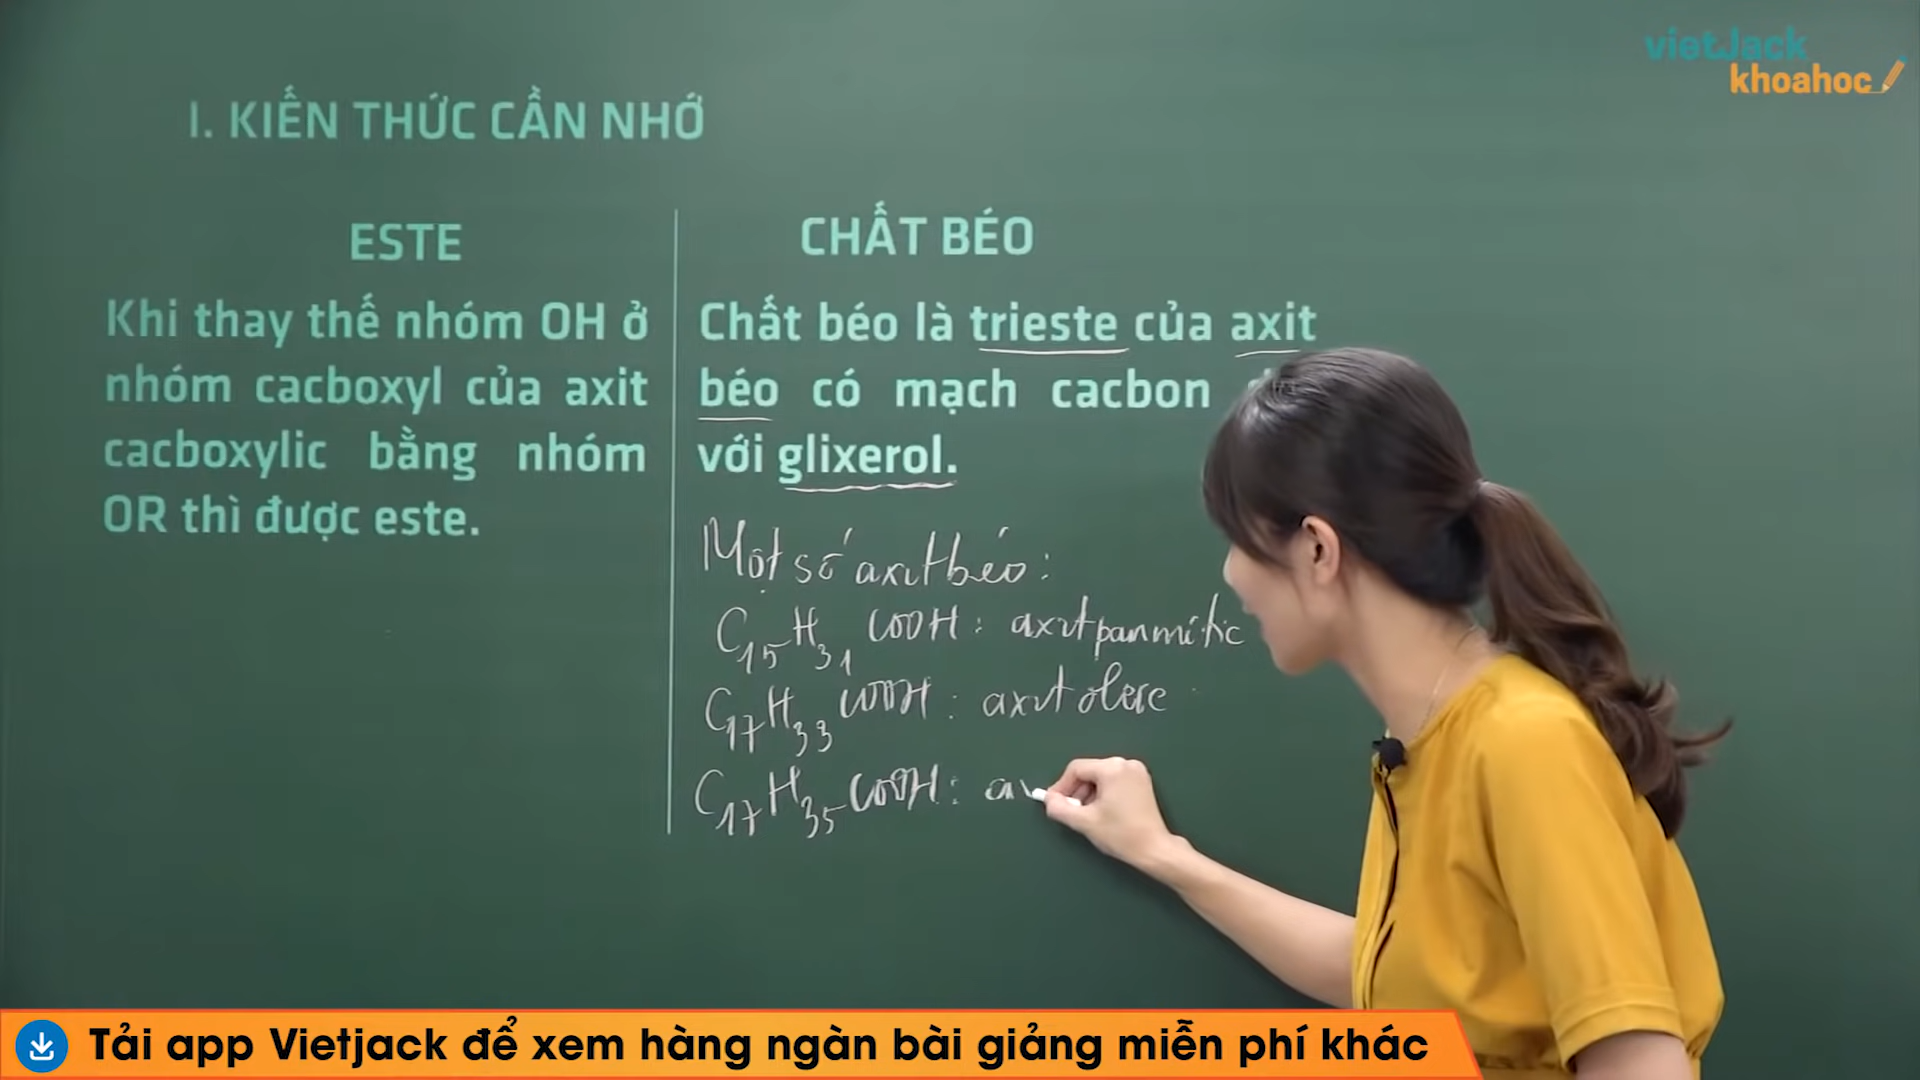 vietJack
khoahoc
I. KIẾN THỨC CẦN NHỚ
ESTE
Khi thay thế nhóm OH ở
nhóm cacboxyl của axit
cacboxylic bằng nhóm
OR thì được este.
CHẤT BÉO
Chất béo là trieste của axit
béo có mạch cacbon
với glixerol.
Một số axit béo:
C15H31COOH: axit panmitic
C17H33COOH: axit oleic
C17H35COOH: ax
Tải app Vietjack để xem hàng ngàn bài giảng miễn phí khác